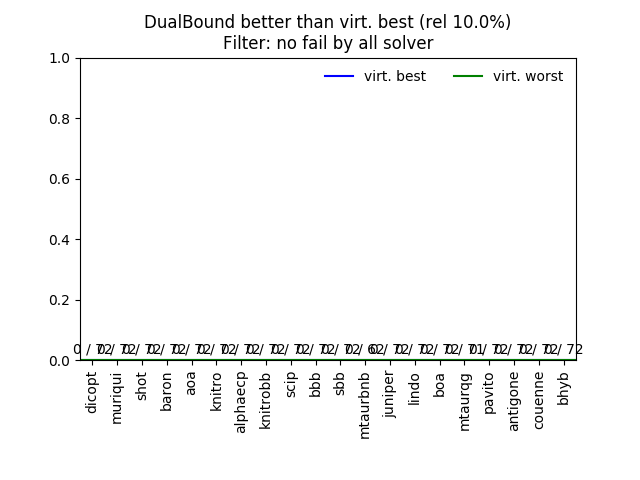 DualBound better than virt. best (rel 10.0%)
Filter: no fail by all solver
virt. best
virt. worst
1.0
0.8
0.6
0.4
0.2
0.0
dicopt
muriqui
shot
baron
aoa
knitro
alphaecp
knitrobb
scip
bbb
sbb
mtaurbnb
juniper
lindo
boa
mtaurqg
pavito
antigone
couenne
bhyb